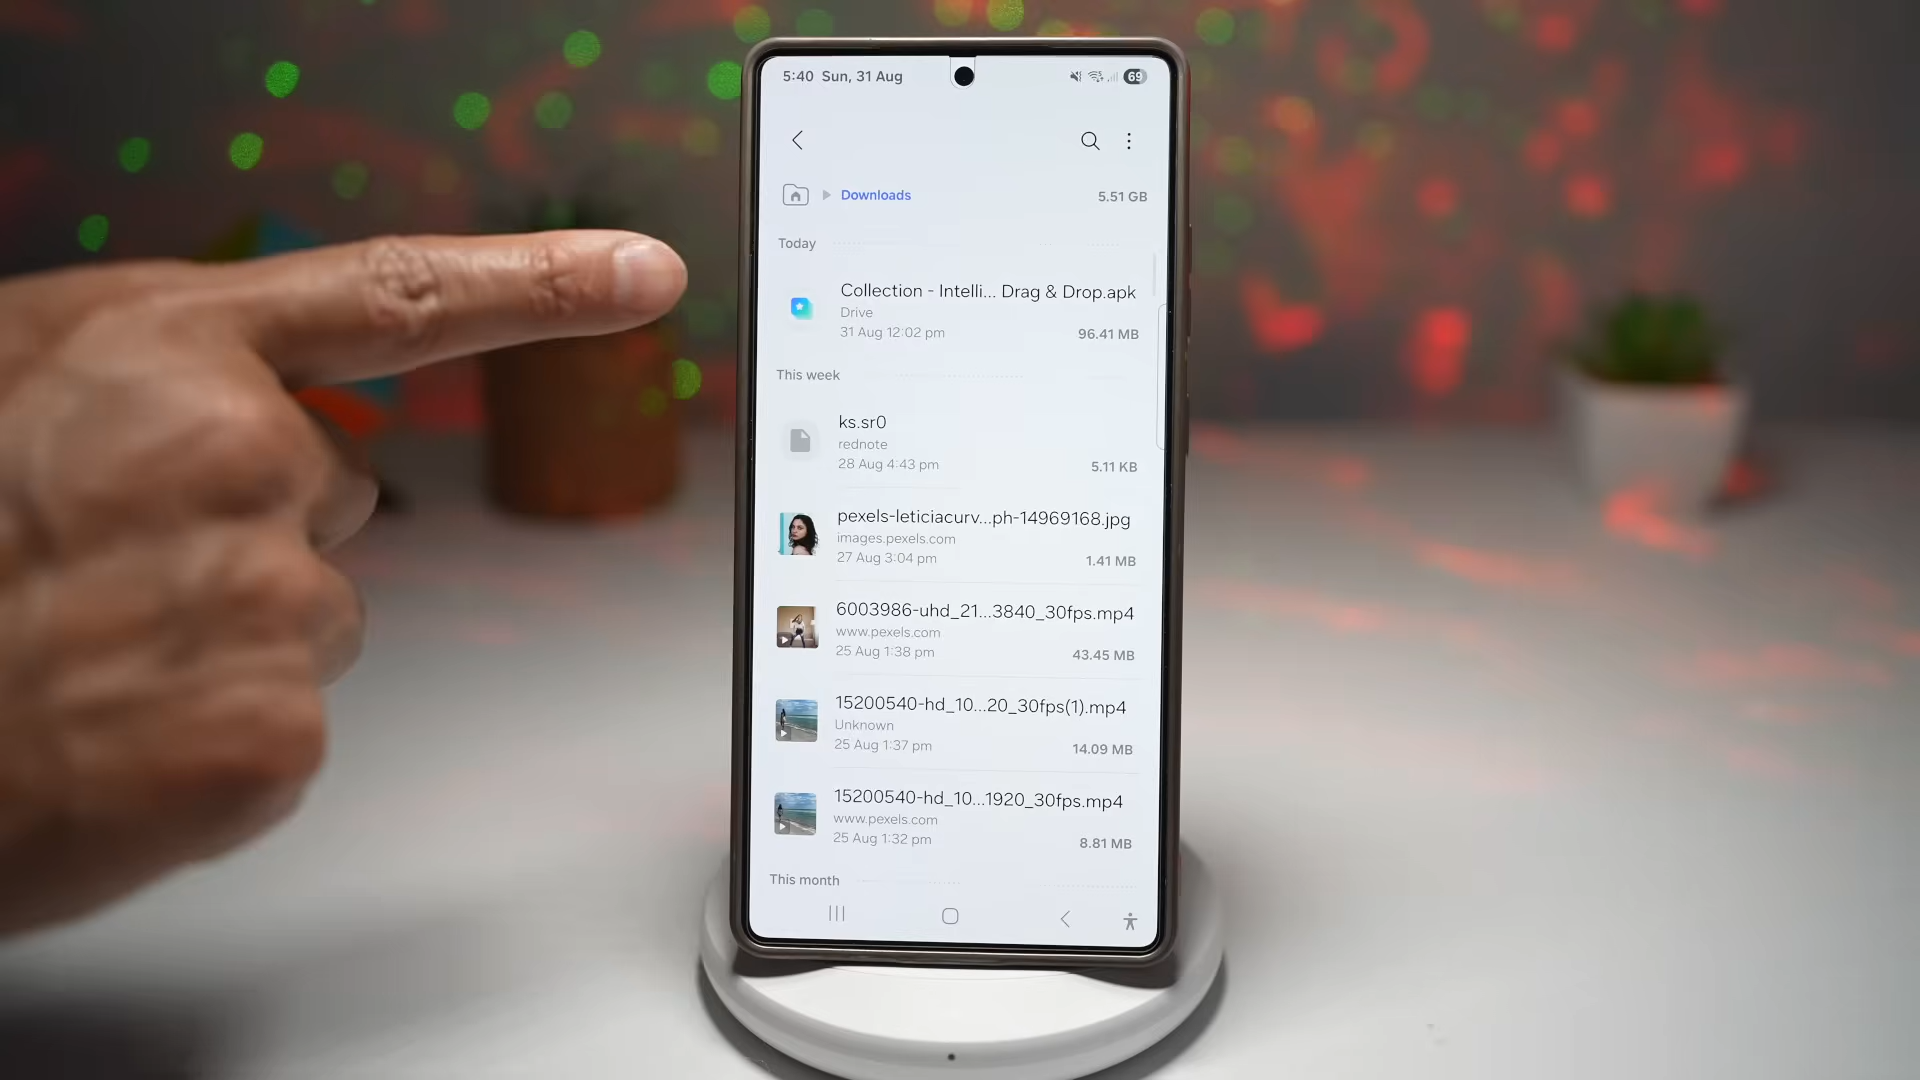 5:40 Sun, 31 Aug
69
Downloads
5.51 GB
Today
Collection - Intelli... Drag & Drop.apk
Drive
31 Aug 12:02 pm
96.41 MB
This week
ks.sr0
rednote
28 Aug 4:43 pm
5.11 KB
pexels-leticiacurv...ph-14969168.jpg
images.pexels.com
27 Aug 3:04 pm
1.41 MB
6003986-uhd_21...3840_30fps.mp4
www.pexels.com
25 Aug 1:38 pm
43.45 MB
15200540-hd_10...20_30fps(1).mp4
Unknown
25 Aug 1:37 pm
14.09 MB
15200540-hd_10...1920_30fps.mp4
www.pexels.com
25 Aug 1:32 pm
8.81 MB
This month